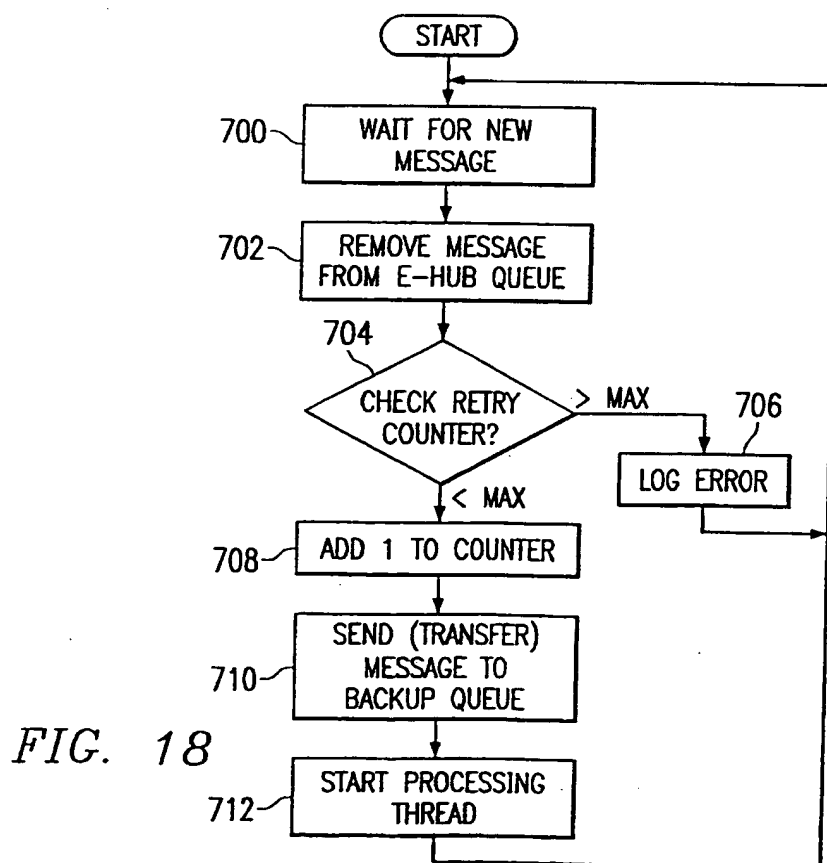 START
700
WAIT FOR NEW
MESSAGE
702
REMOVE MESSAGE
FROM E-HUB QUEUE
704
CHECK RETRY
COUNTER?
> MAX
706
LOG ERROR
< MAX
708
ADD 1 TO COUNTER
710
SEND (TRANSFER)
MESSAGE TO
BACKUP QUEUE
FIG. 18
712
START PROCESSING
THREAD